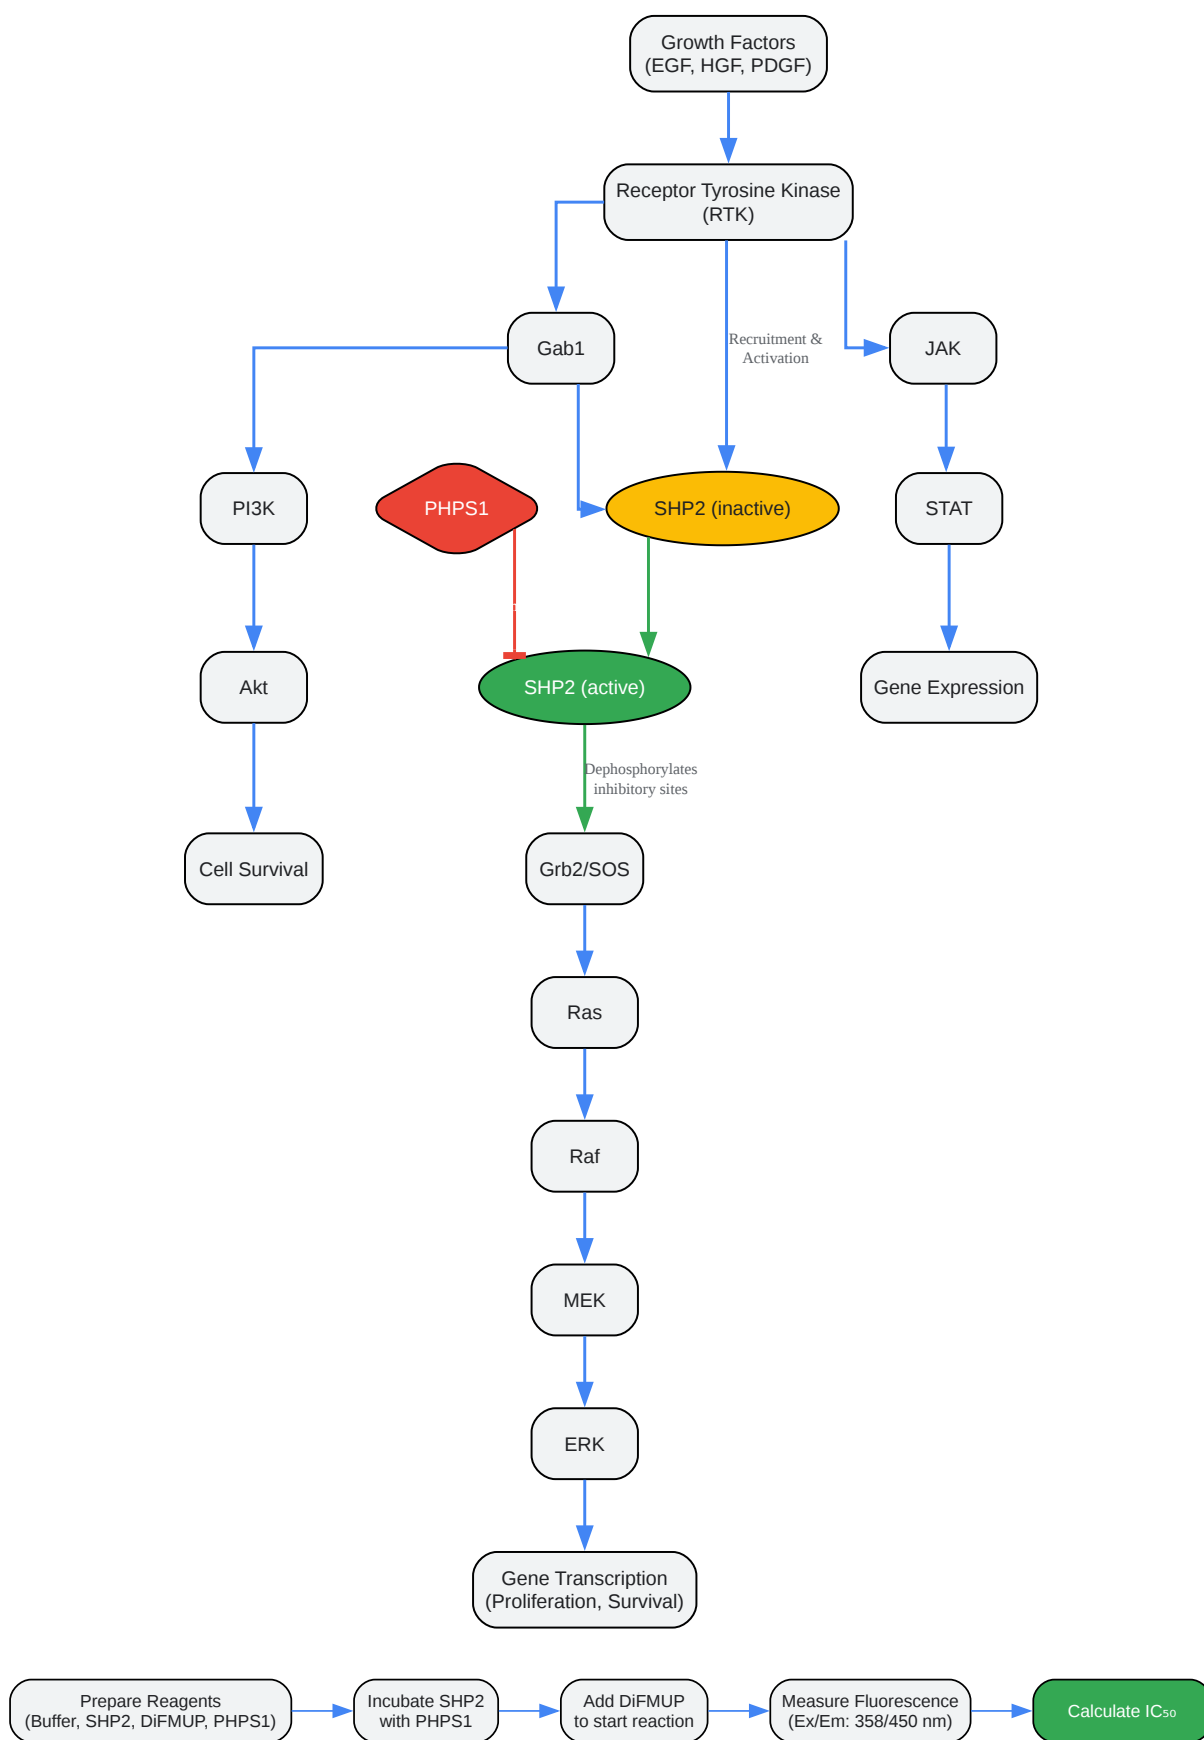 Growth Factors
(EGF, HGF, PDGF)
Receptor Tyrosine Kinase
(RTK)
Gab1
Recruitment &
Activation
JAK
PI3K
PHPS1
SHP2 (inactive)
STAT
Akt
SHP2 (active)
Gene Expression
Dephosphorylates
inhibitory sites
Cell Survival
Grb2/SOS
Ras
Raf
MEK
ERK
Gene Transcription
(Proliferation, Survival)
Prepare Reagents
(Buffer, SHP2, DiFMUP, PHPS1)
Incubate SHP2
with PHPS1
Add DiFMUP
to start reaction
Measure Fluorescence
(Ex/Em: 358/450 nm)
Calculate IC₅₀